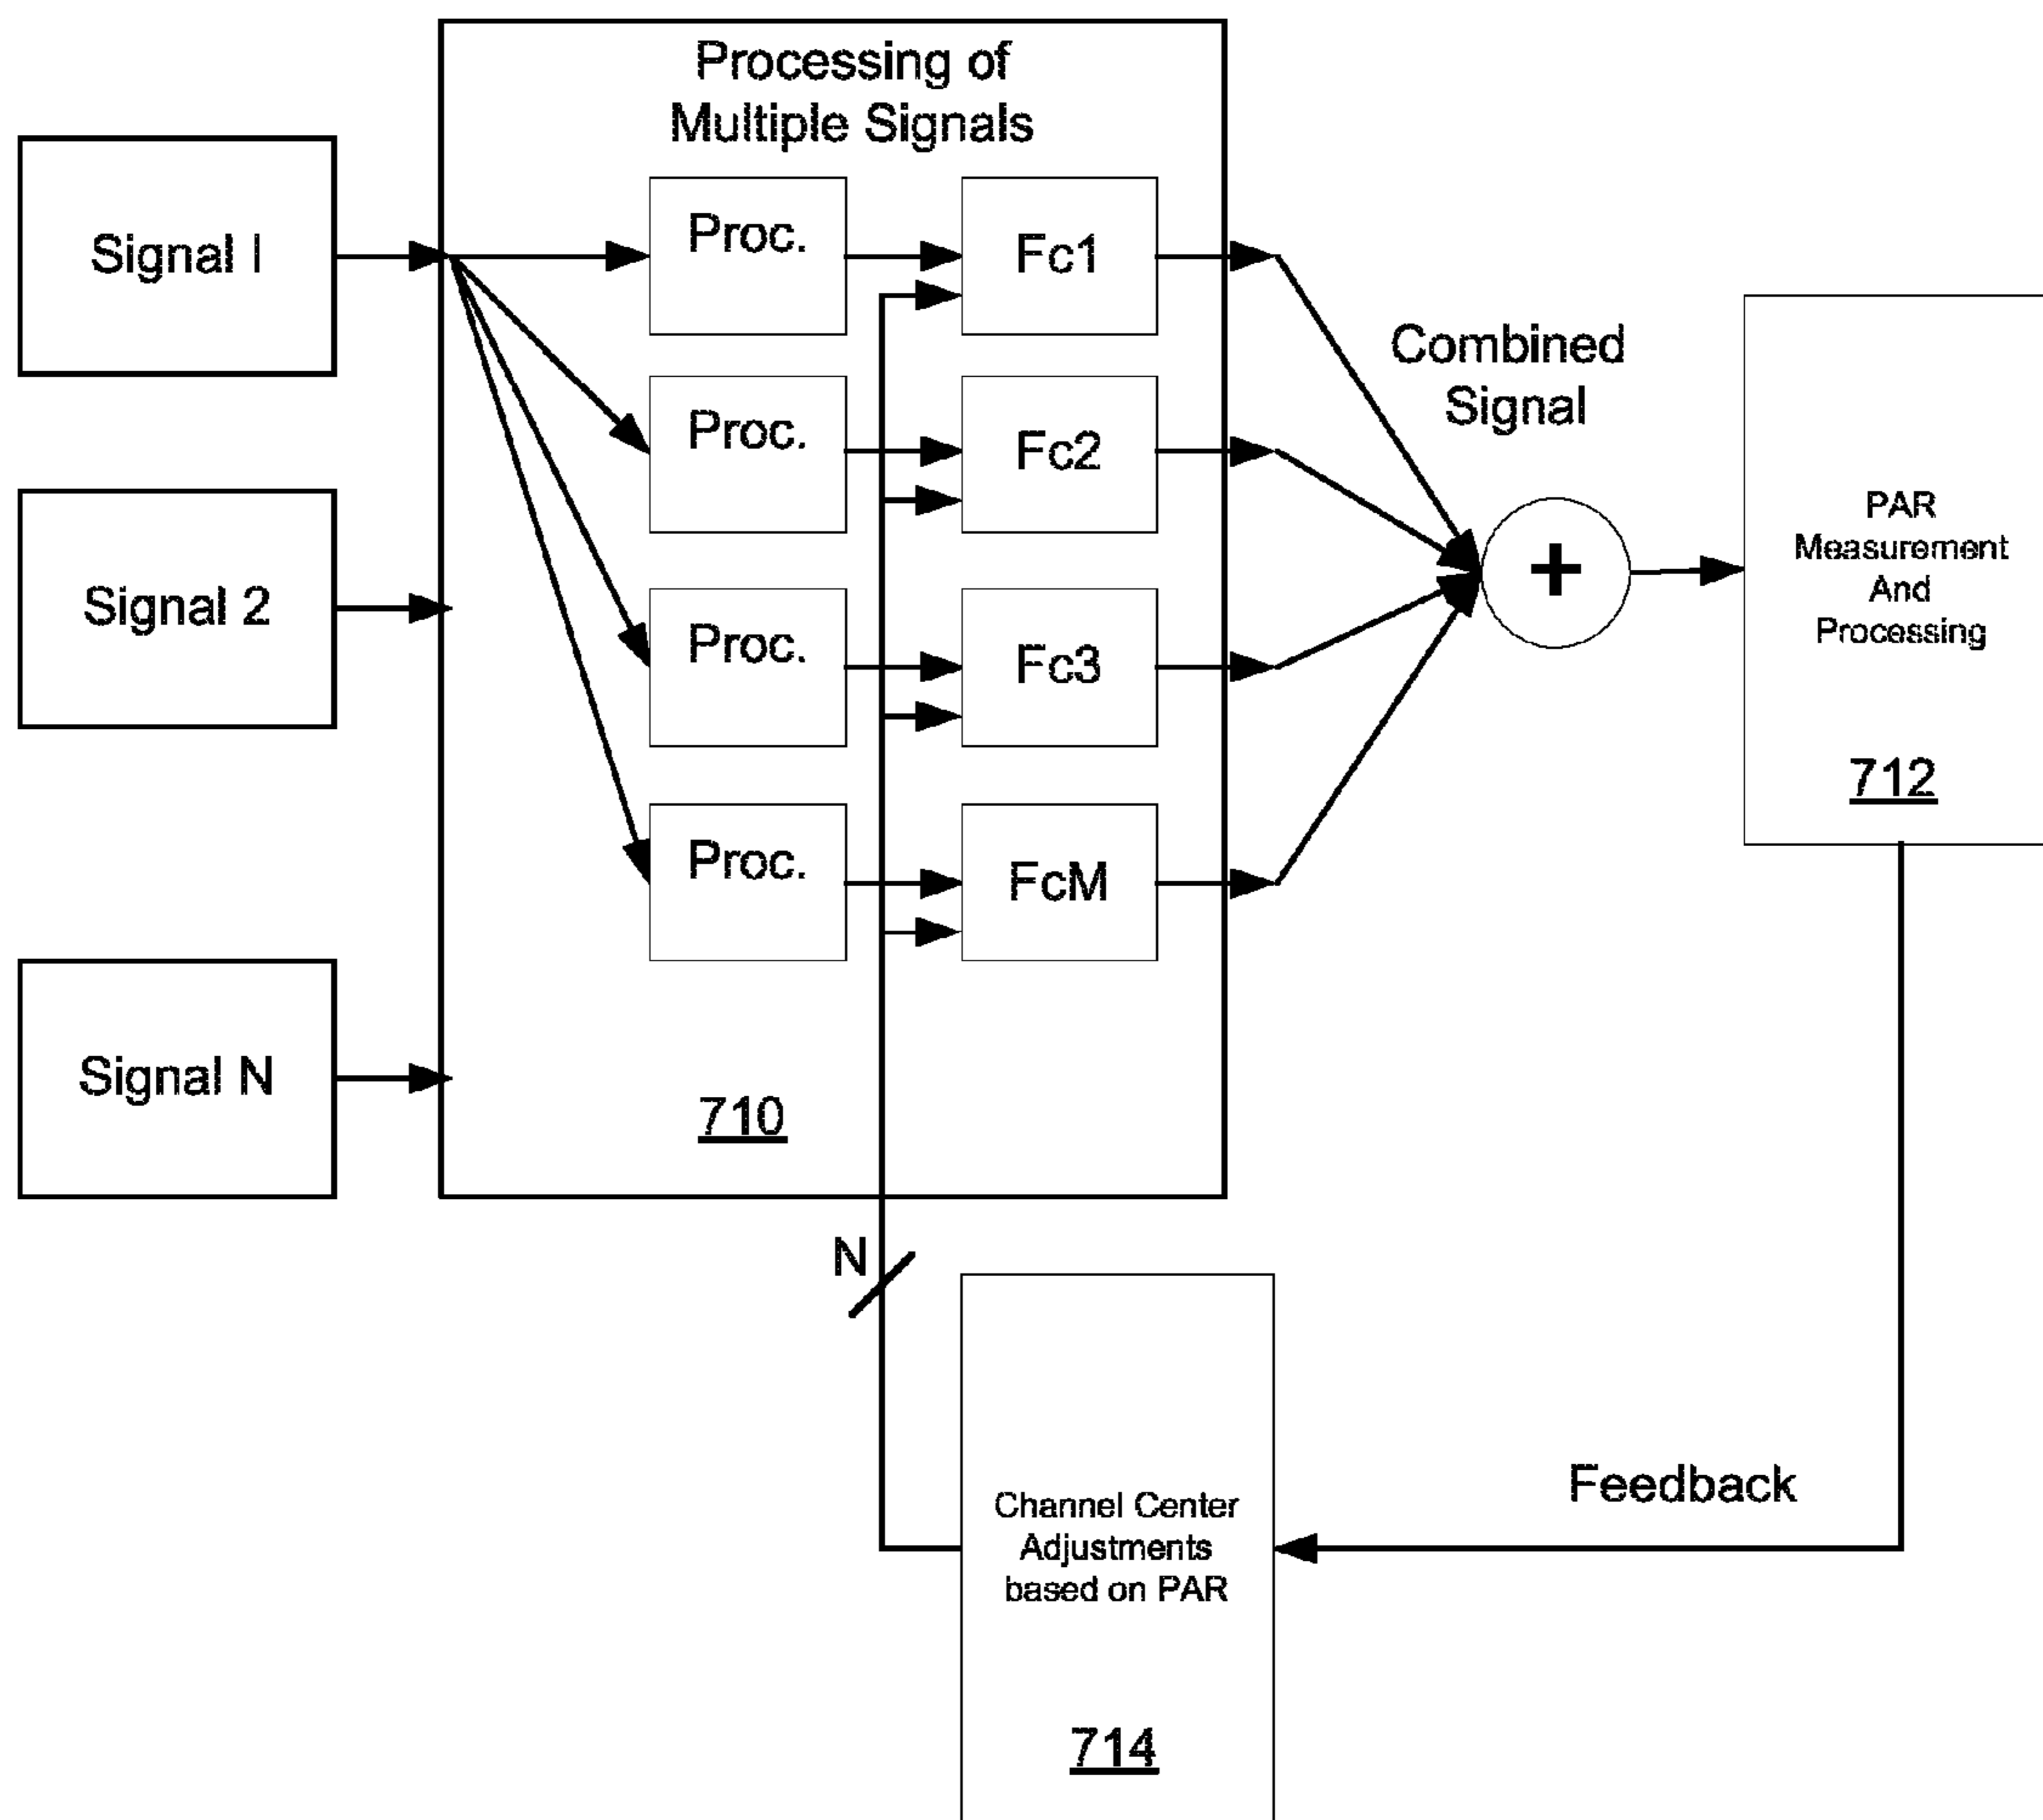 Processing of
Multiple Signals
Signal I
Signal 2
Signal N
Proc.
Fc1
Proc.
Fc2
Proc.
Fc3
Proc.
FcM
710
Combined
Signal
+
PAR
Measurement
And
Processing
712
N
Channel Center
Adjustments
based on PAR
714
Feedback